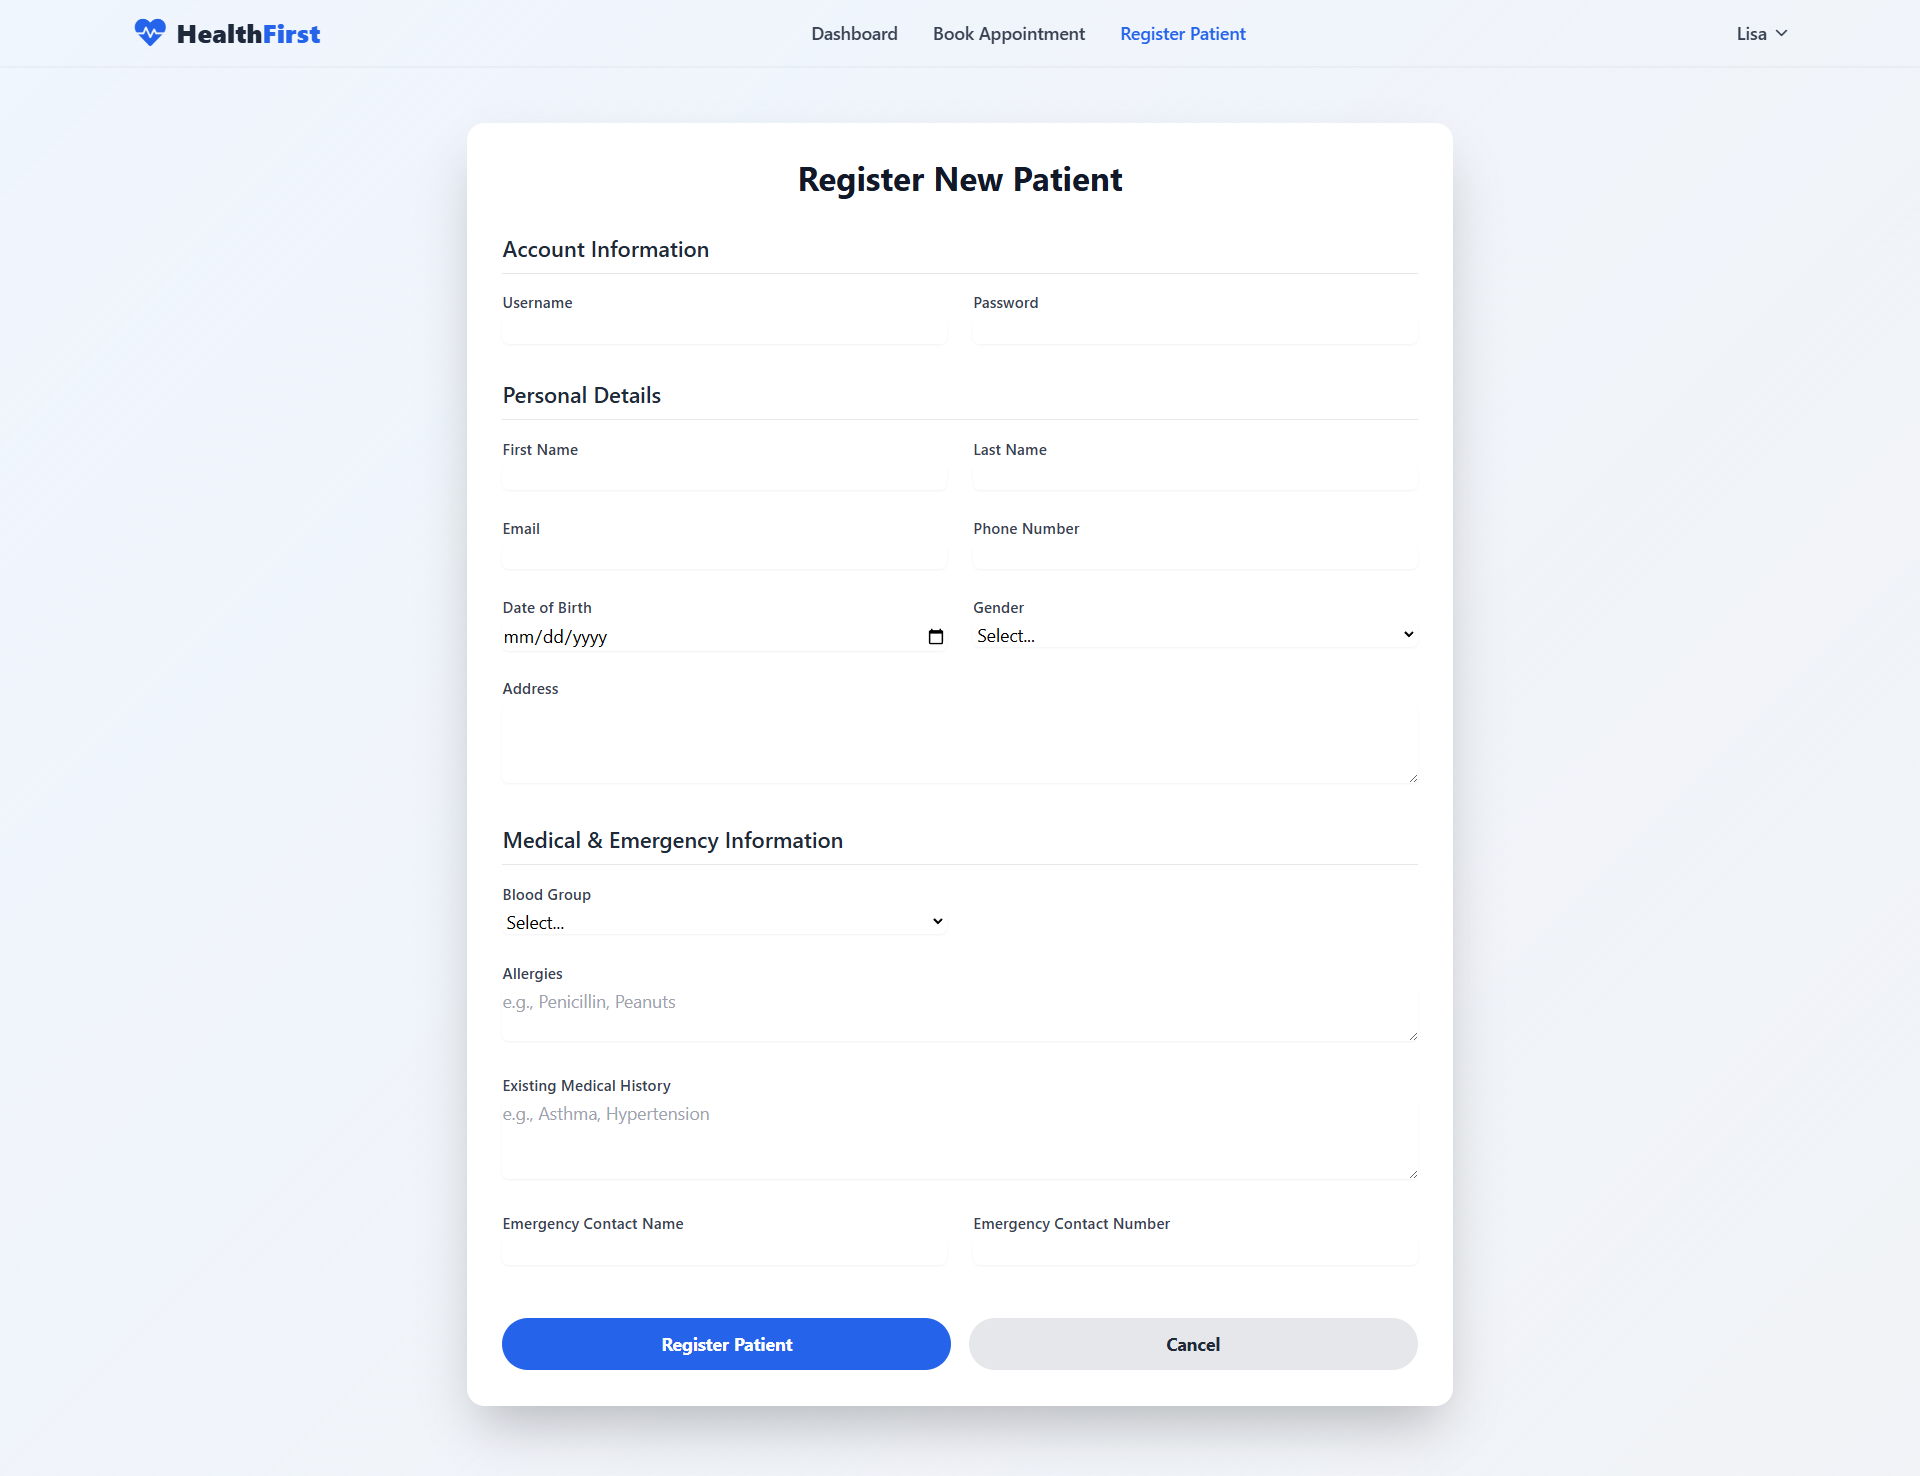 HealthFirst
Dashboard Book Appointment Register Patient
Lisa
Register New Patient
Account Information
Username Password
Personal Details
First Name Last Name
Email Phone Number
Date of Birth Gender
mm/dd/yyyy Select...
Address
Medical & Emergency Information
Blood Group
Select...
Allergies
e.g., Penicillin, Peanuts
Existing Medical History
e.g., Asthma, Hypertension
Emergency Contact Name Emergency Contact Number
Register Patient Cancel